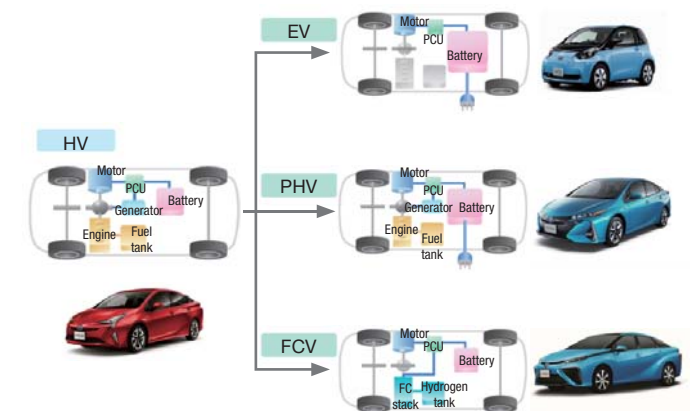 HV
Motor
PCU
Generator
Battery
Engine
Fuel
tank
EV
Motor
PCU
Battery
PHV
Motor
PCU
Generator
Battery
Engine
Fuel
tank
FCV
Motor
PCU
Battery
FC
stack
Hydrogen
tank